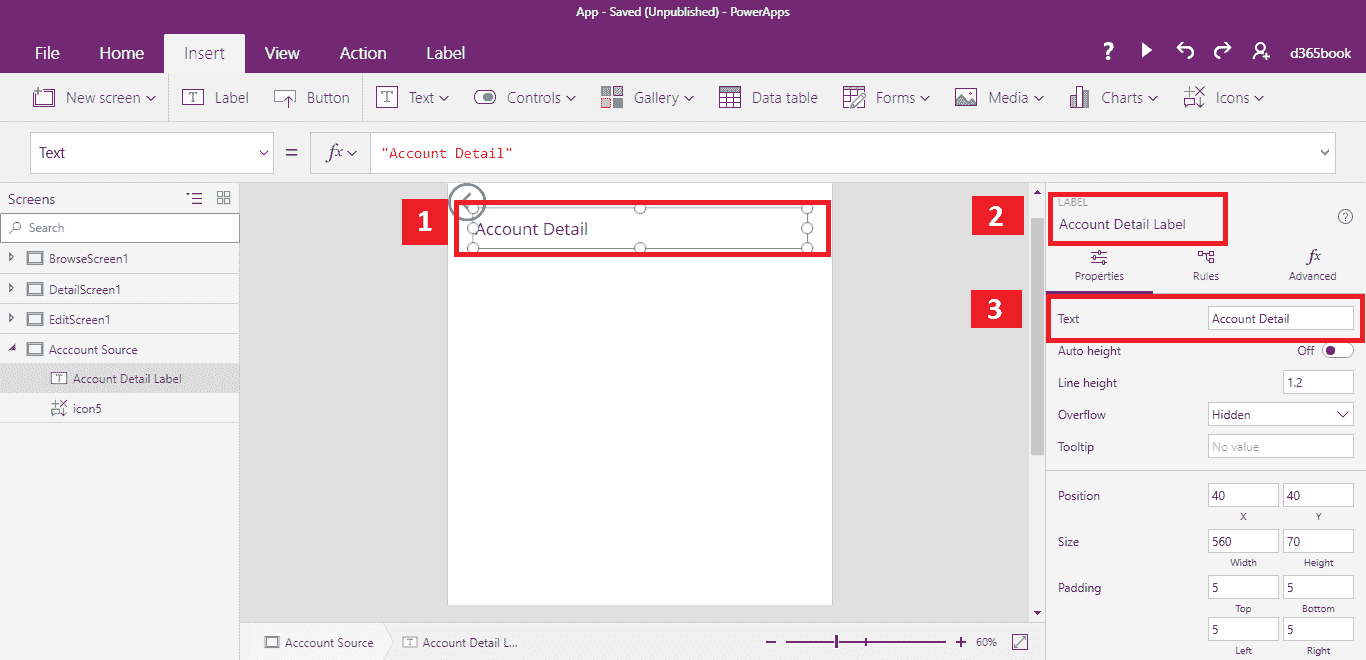 App - Saved (Unpublished) - PowerApps
File Home Insert View Action Label
? d365book
New screen T Label Button T Text Controls Gallery Data table Forms Media Charts Icons
Text = fx "Account Detail"
Screens
Search
BrowseScreen1
DetailScreen1
EditScreen1
Acccount Source
T Account Detail Label
icon5
1
Account Detail
2
LABEL
Account Detail Label
?
Properties Rules fx Advanced
3
Text Account Detail
Auto height Off
Line height 1.2
Overflow Hidden
Tooltip No value
Position 40 40
X Y
Size 560 70
Width Height
Padding 5 5
Top Bottom
5 5
Left Right
Acccount Source T Account Detail L... 60%